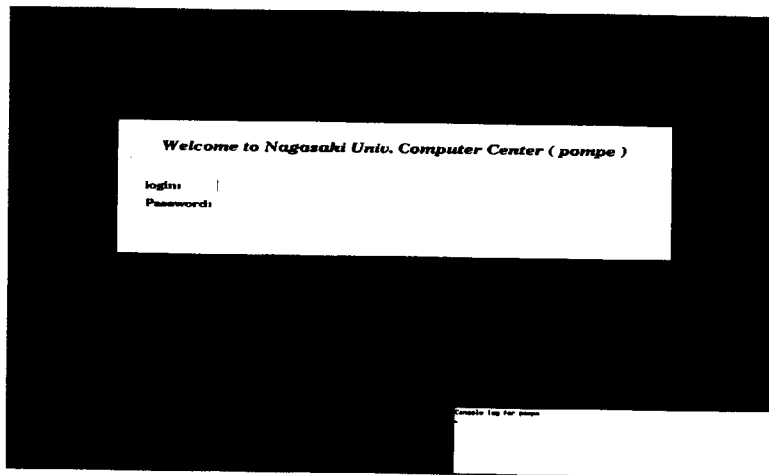 Welcome to Nagasaki Univ. Computer Center ( pompe )
login:
Password:
Console log for pompe